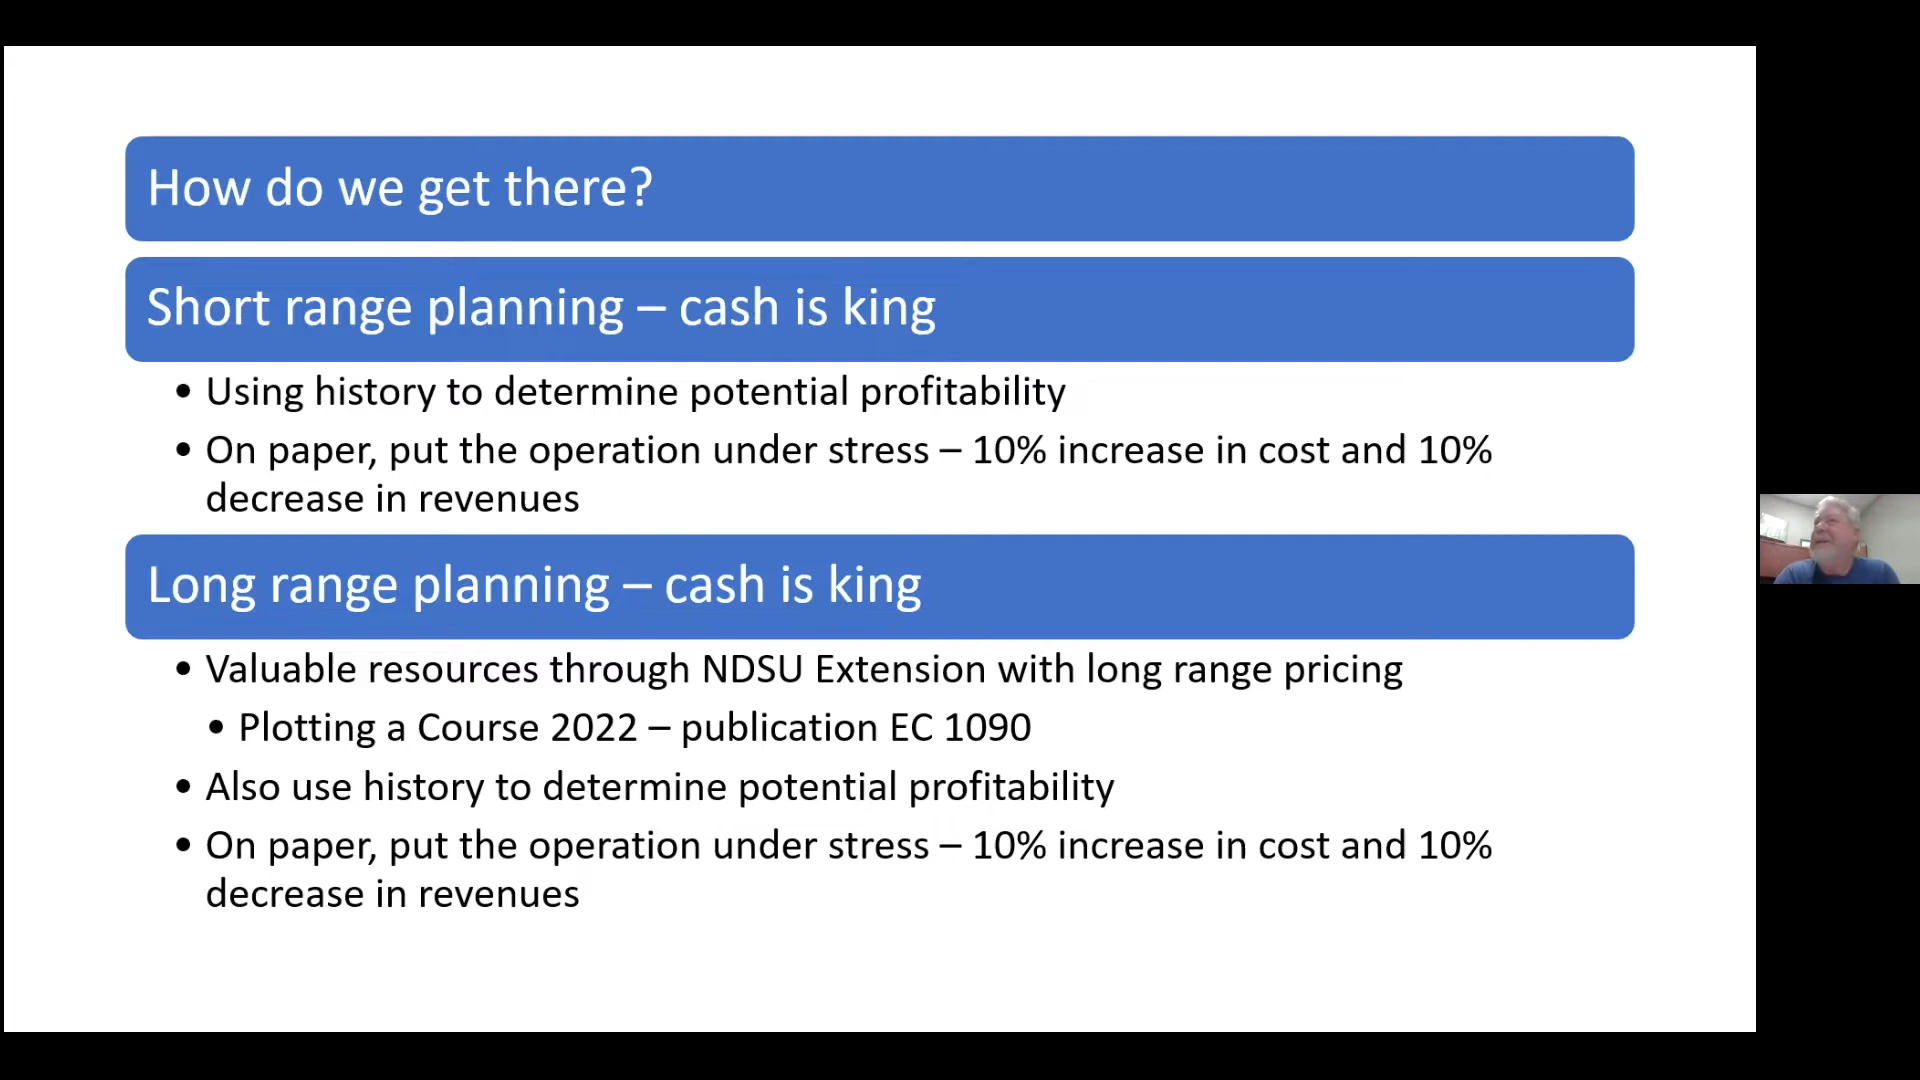 How do we get there?
Short range planning – cash is king
• Using history to determine potential profitability
• On paper, put the operation under stress – 10% increase in cost and 10%
decrease in revenues
Long range planning – cash is king
• Valuable resources through NDSU Extension with long range pricing
• Plotting a Course 2022 – publication EC 1090
• Also use history to determine potential profitability
• On paper, put the operation under stress – 10% increase in cost and 10%
decrease in revenues